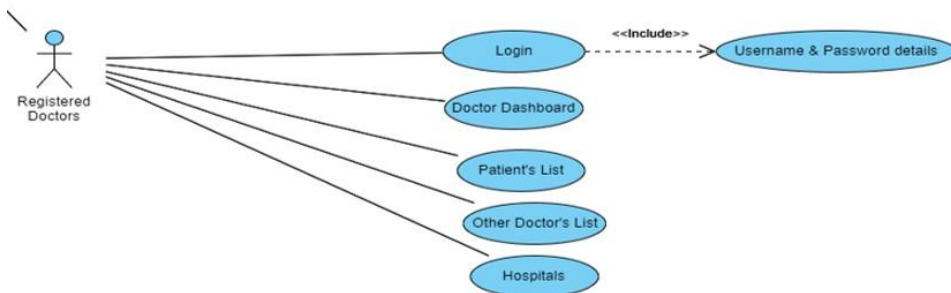 <<Include>>
Login
Username & Password details
Registered
Doctors
Doctor Dashboard
Patient's List
Other Doctor's List
Hospitals